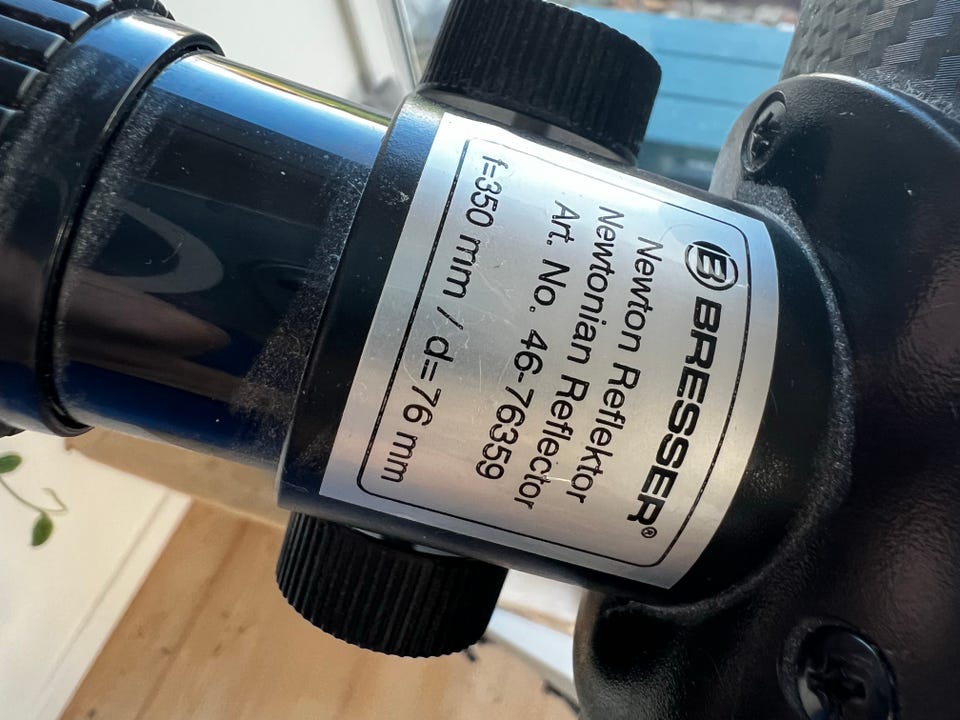 BRESSER®
Newton Reflektor
Newtonian Reflector
Art. No. 46-76359
f=350 mm / d=76 mm